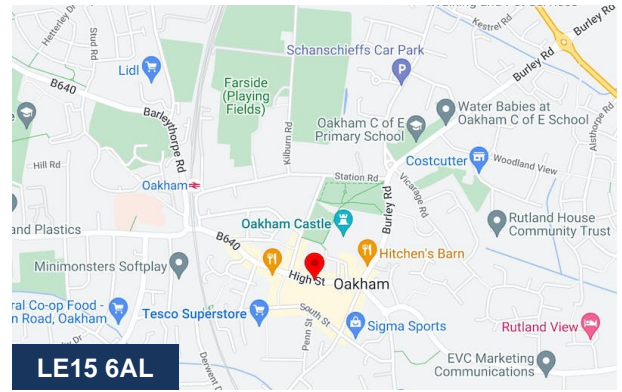 Hetterley Dr
Stud Rd
Kestrel Rd
Schanschieffs Car Park
Burley Rd
Lidl
B640
Farside
(Playing
Fields)
Barleythorpe Rd
Water Babies at
Oakham C of E School
Oakham C of E
Primary School
Alsthorpe Rd
Kilburn Rd
Costcutter
Woodland View
Hill Rd
Station Rd
Oakham
Vicarage Rd
Burley Rd
Rutland House
Community Trust
Oakham Castle
and Plastics
B640
Hitchen's Barn
Minimonsters Softplay
High St
Oakham
ral Co-op Food -
n Road, Oakham
Tesco Superstore
South St
Penn St
Sigma Sports
Rutland View
Derwent D
EVC Marketing
Communications
LE15 6AL